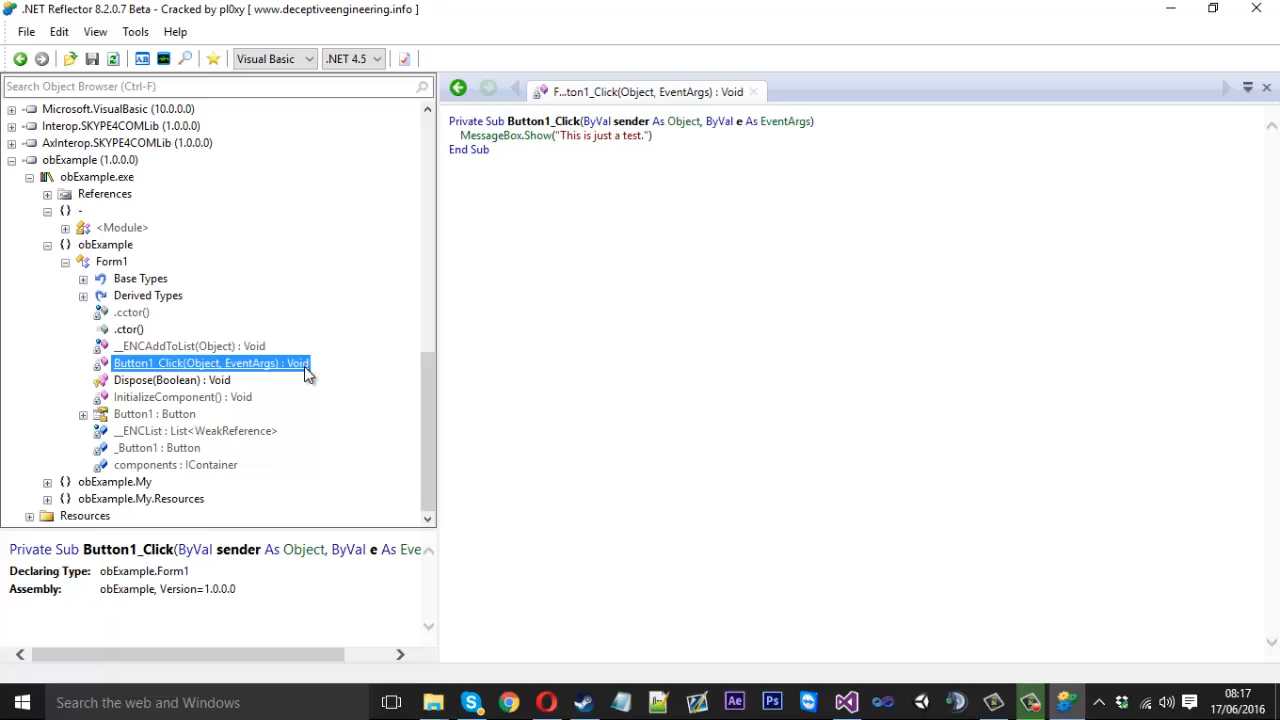 .NET Reflector 8.2.0.7 Beta - Cracked by pl0xy [ www.deceptiveengineering.info ]
File Edit View Tools Help
Visual Basic .NET 4.5
Search Object Browser (Ctrl-F)
F...ton1_Click(Object, EventArgs) : Void
Microsoft.VisualBasic (10.0.0.0)
Interop.SKYPE4COMLib (1.0.0.0)
AxInterop.SKYPE4COMLib (1.0.0.0)
obExample (1.0.0.0)
obExample.exe
References
{ } -
<Module>
{ } obExample
Form1
Base Types
Derived Types
.cctor()
.ctor()
__ENCAddToList(Object) : Void
Button1_Click(Object, EventArgs) : Void
Dispose(Boolean) : Void
InitializeComponent() : Void
Button1 : Button
__ENCList : List<WeakReference>
_Button1 : Button
components : IContainer
{ } obExample.My
{ } obExample.My.Resources
Resources
Private Sub Button1_Click(ByVal sender As Object, ByVal e As EventArgs)
MessageBox.Show("This is just a test.")
End Sub
Private Sub Button1_Click(ByVal sender As Object, ByVal e As Eve
Declaring Type: obExample.Form1
Assembly: obExample, Version=1.0.0.0
Search the web and Windows
Ae
Ps
08:17
17/06/2016